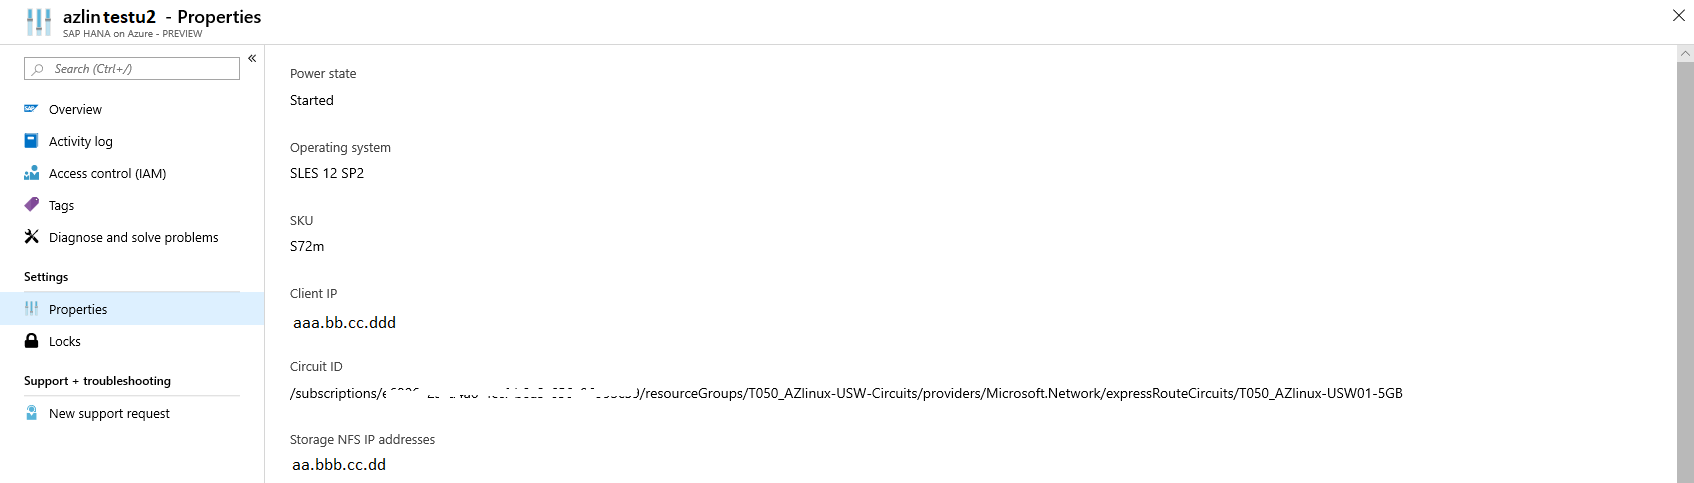 azlintestu2 - Properties
SAP HANA on Azure - PREVIEW
Search (Ctrl+/)
«
Overview
Activity log
Access control (IAM)
Tags
Diagnose and solve problems
Settings
Properties
Locks
Support + troubleshooting
New support request
Power state
Started
Operating system
SLES 12 SP2
SKU
S72m
Client IP
aaa.bb.cc.ddd
Circuit ID
/subscriptions/ /resourceGroups/T050_AZlinux-USW-Circuits/providers/Microsoft.Network/expressRouteCircuits/T050_AZlinux-USW01-5GB
Storage NFS IP addresses
aa.bbb.cc.dd